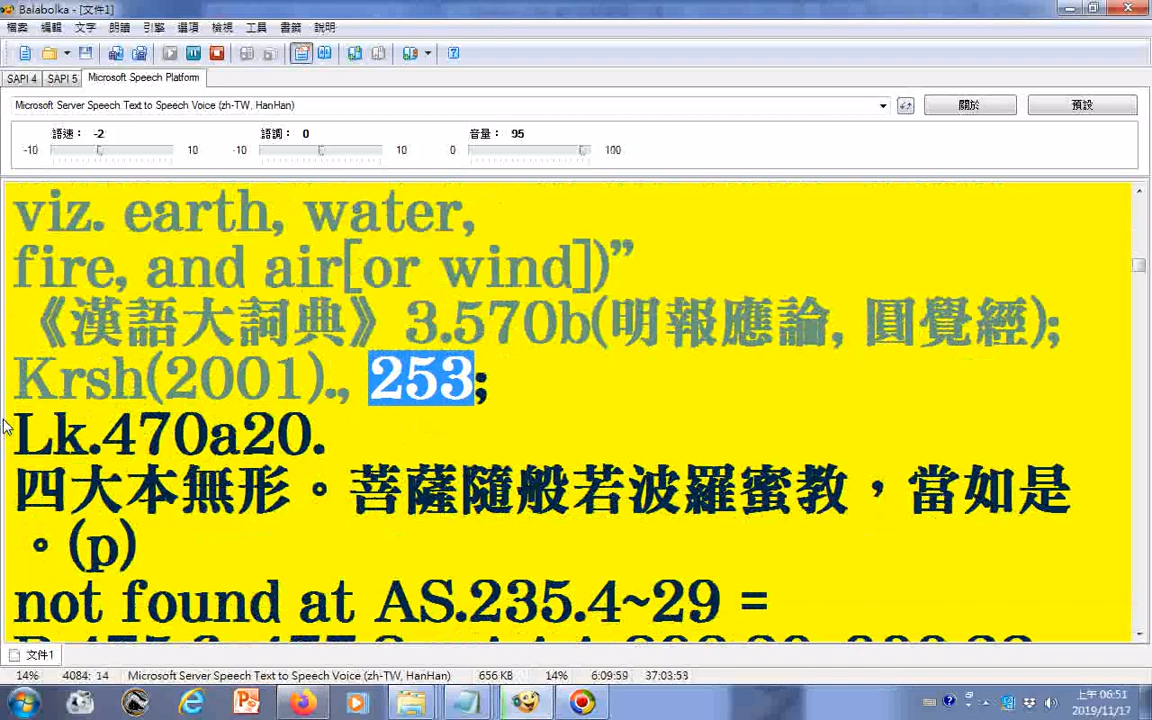 Balabolka - [文件1]
檔案 編輯 文字 朗讀 引擎 選項 檢視 工具 書籤 說明
SAPI 4 SAPI 5 Microsoft Speech Platform
Microsoft Server Speech Text to Speech Voice (zh-TW, HanHan) 關於 預設
語速： -2 語調： 0 音量： 95
-10 10 -10 10 0 100
viz. earth, water,
fire, and air[or wind])”
《漢語大詞典》3.570b(明報應論, 圓覺經);
Krsh(2001)., 253;
Lk.470a20.
四大本無形。菩薩隨般若波羅蜜教，當如是
。(p)
not found at AS.235.4~29 =
文件1
14% 4084: 14 Microsoft Server Speech Text to Speech Voice (zh-TW, HanHan) 656 KB 14% 6:09:59 37:03:53
上午 06:51
2019/11/17